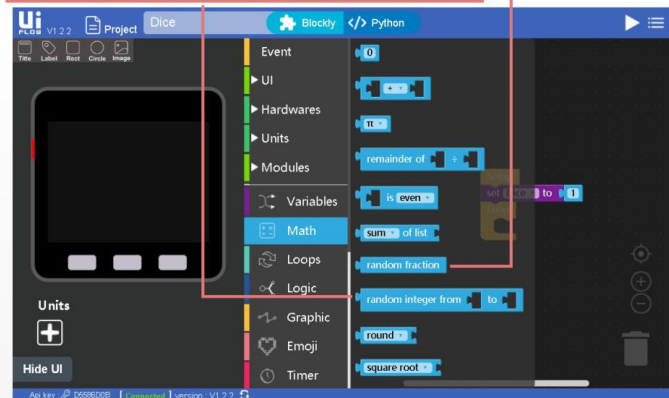 Ui
FLOW V1.2.2 Project Dice Blockly </> Python
Title Label Rect Circle Image
Units
Hide UI
Event
UI
Hardwares
Units
Modules
Variables
Math
Loops
Logic
Graphic
Emoji
Timer
0
+
π
remainder of ÷
is even
sum of list
random fraction
random integer from to
round
square root
set to 1
Api key : D5586D0B [ Connected ] version : V1.2.2